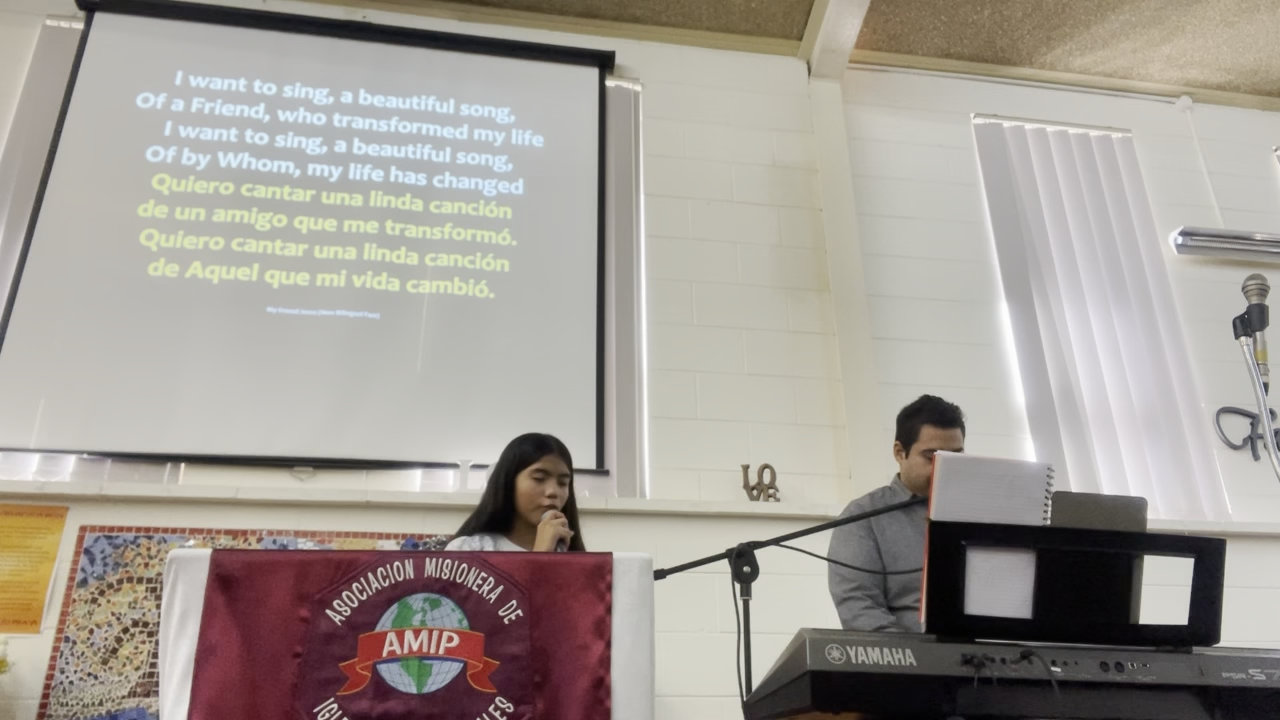 I want to sing, a beautiful song,
Of a Friend, who transformed my life
I want to sing, a beautiful song,
Of by Whom, my life has changed
Quiero cantar una linda canción
de un amigo que me transformó.
Quiero cantar una linda canción
de Aquel que mi vida cambió.
LOVE
ASOCIACION MISIONERA DE
AMIP
YAMAHA